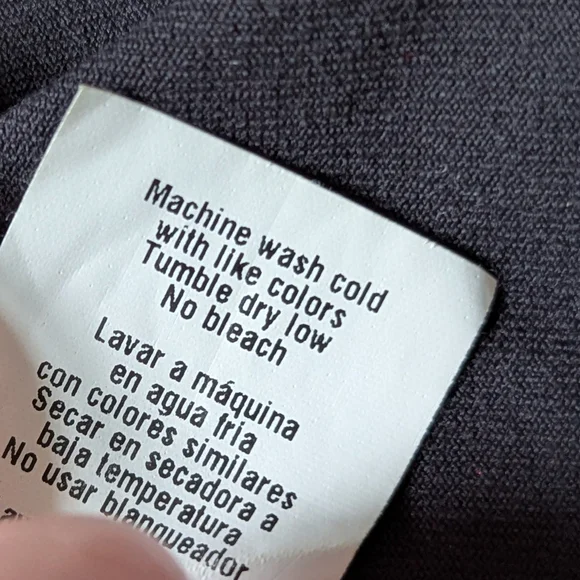 Machine wash cold
with like colors
Tumble dry low
No bleach
Lavar a máquina
en agua fria
con colores similares
Secar en secadora a
baja temperatura
No usar blanqueador